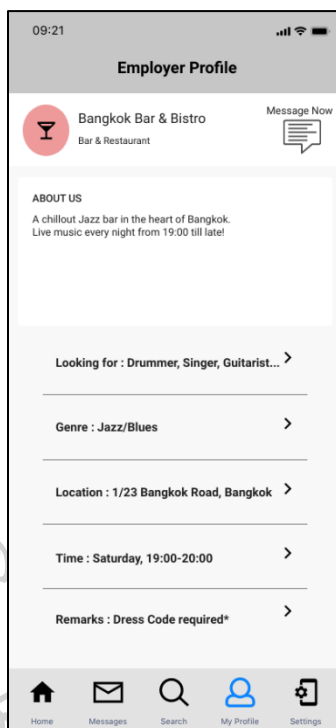 09:21
Employer Profile
Bangkok Bar & Bistro
Message Now
Bar & Restaurant
ABOUT US
A chillout Jazz bar in the heart of Bangkok.
Live music every night from 19:00 till late!
Looking for : Drummer, Singer, Guitarist...
Genre : Jazz/Blues
Location : 1/23 Bangkok Road, Bangkok
Time : Saturday, 19:00-20:00
Remarks : Dress Code required*
Home Messages Search My Profile Settings